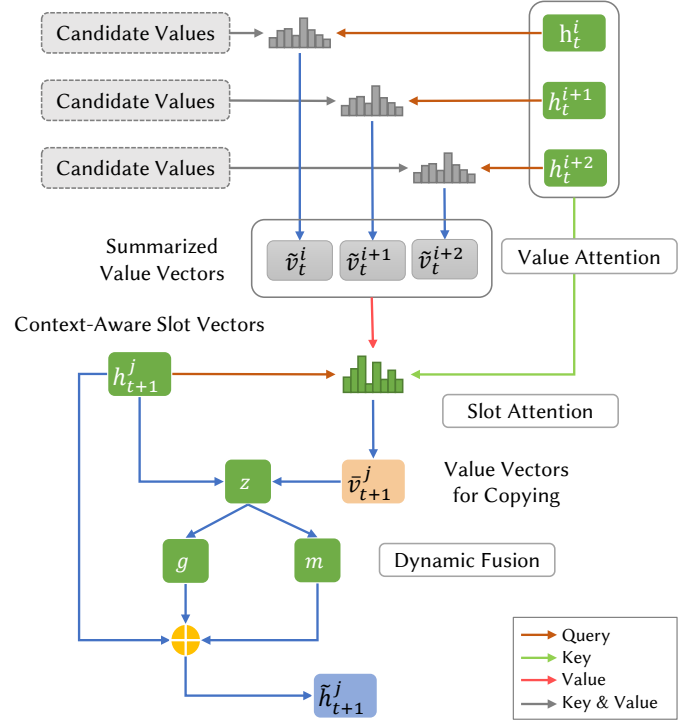 Candidate Values
h_t^i
Candidate Values
h_t^{i+1}
Candidate Values
h_t^{i+2}
Summarized
Value Vectors
ṽ_t^i
ṽ_t^{i+1}
ṽ_t^{i+2}
Value Attention
Context-Aware Slot Vectors
h_{t+1}^j
Slot Attention
z
v̄_{t+1}^j
Value Vectors
for Copying
g
m
Dynamic Fusion
h̃_{t+1}^j
Query
Key
Value
Key & Value